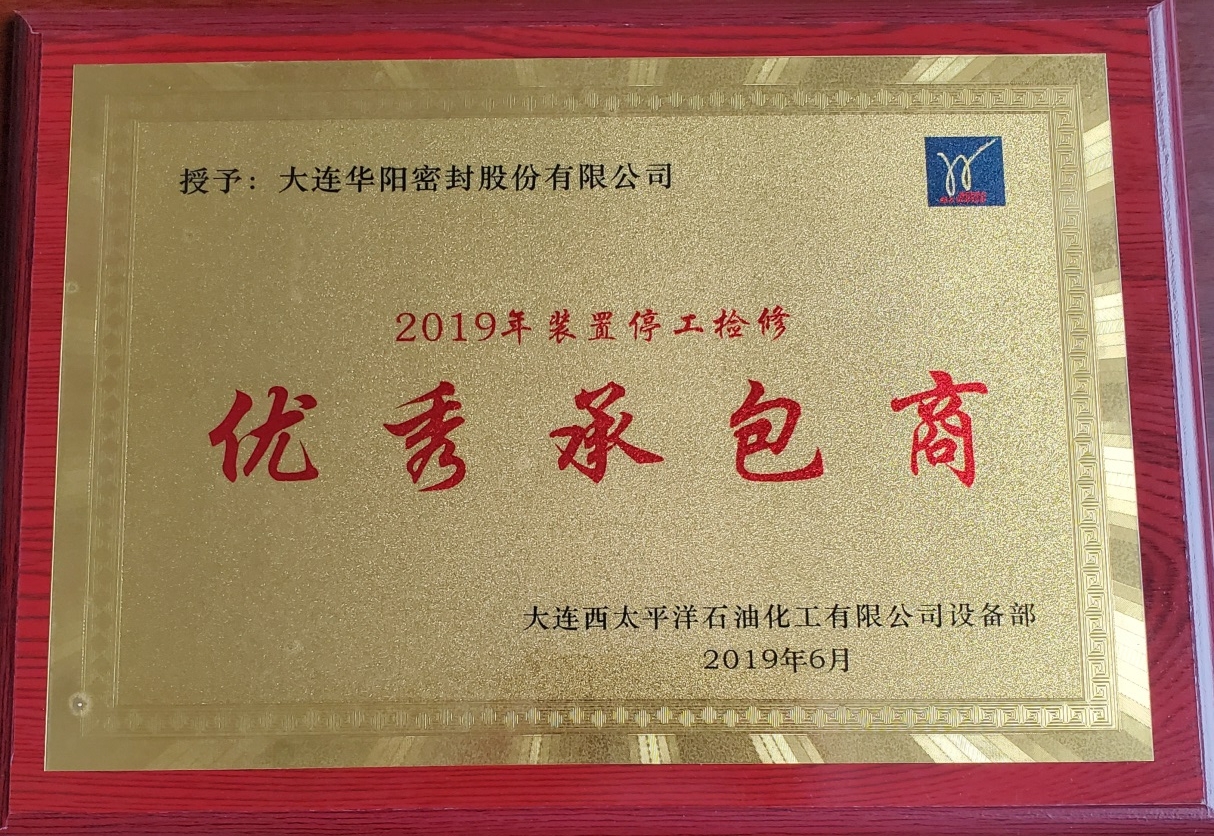 授予：大连华阳密封股份有限公司
2019年装置停工检修
优秀承包商
大连西太平洋石油化工有限公司设备部
2019年6月